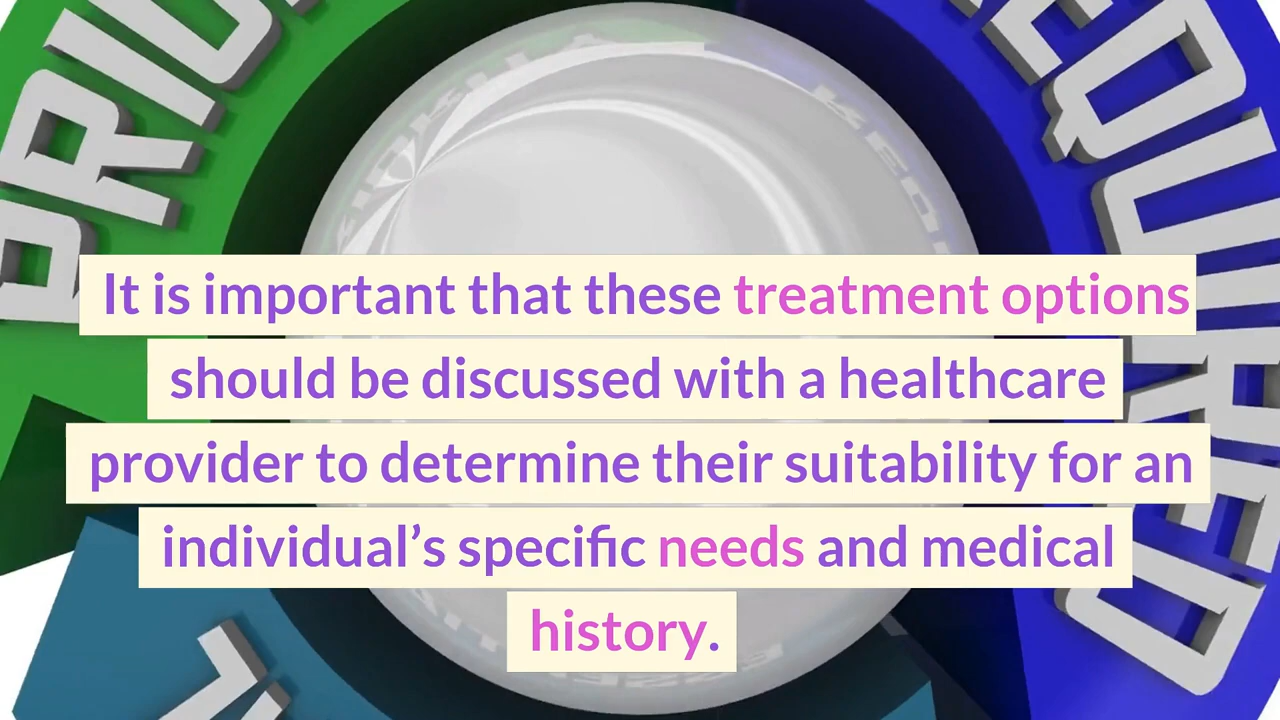 It is important that these treatment options
should be discussed with a healthcare
provider to determine their suitability for an
individual’s specific needs and medical
history.